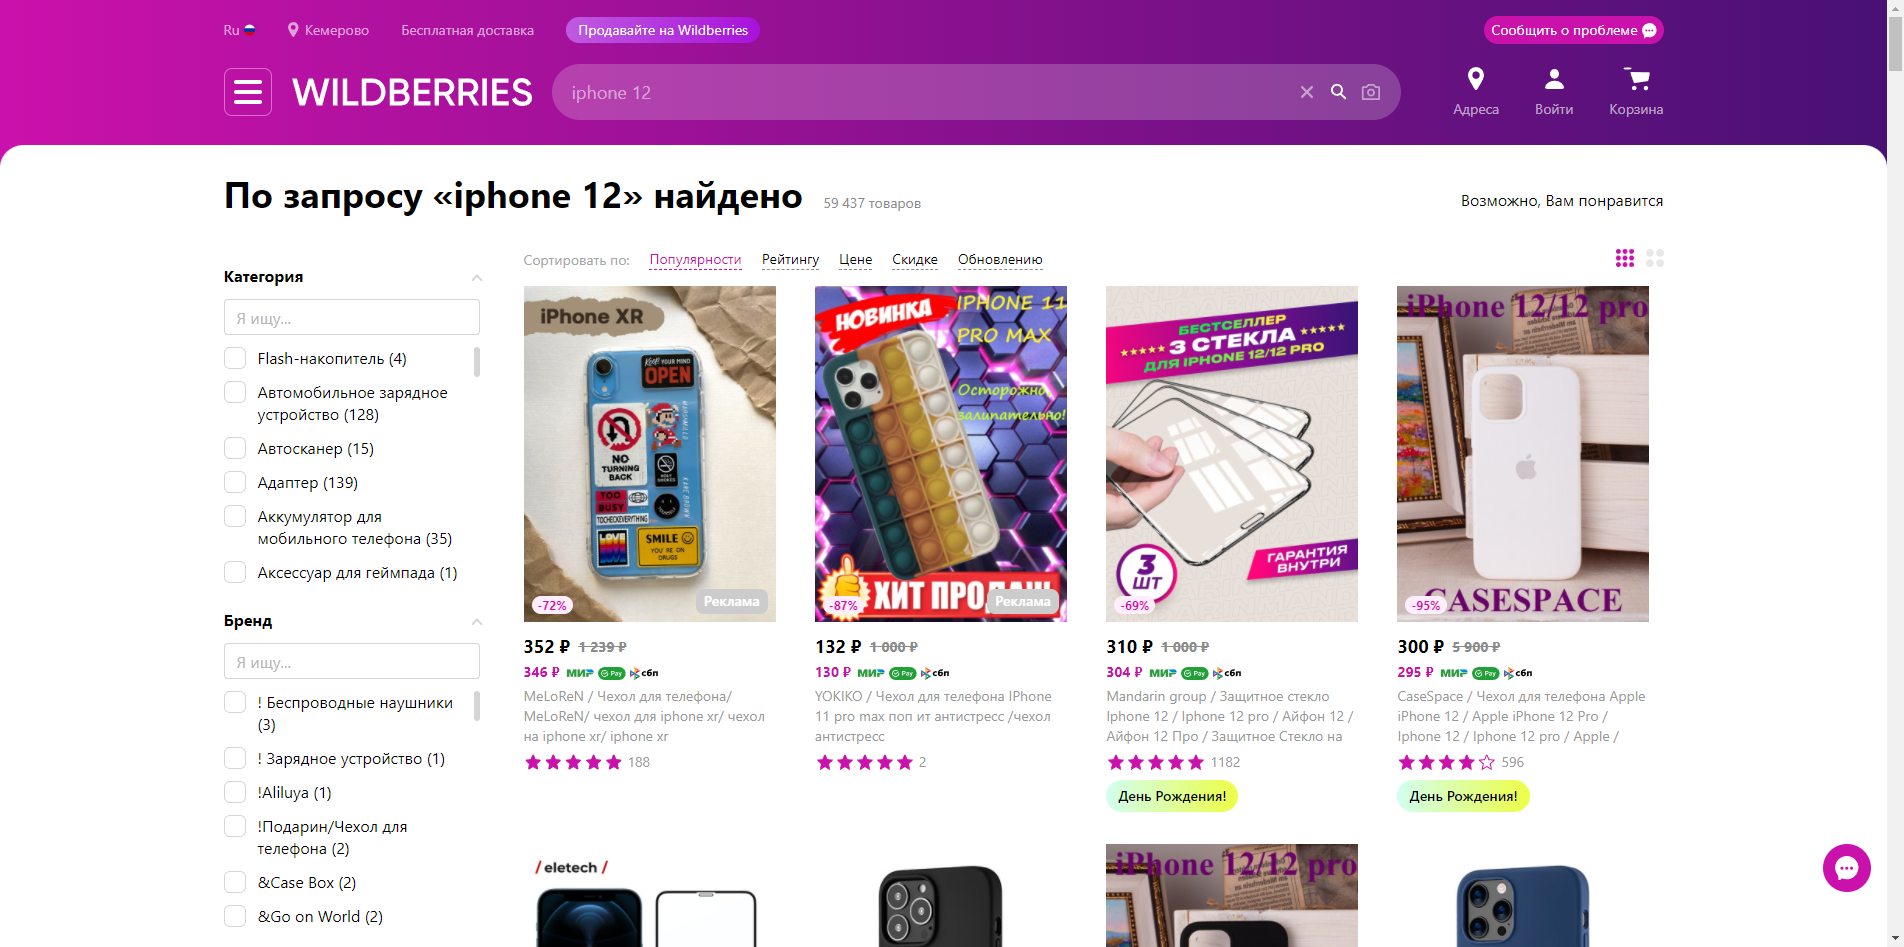 Ru
Кемерово
Бесплатная доставка
Продавайте на Wildberries
Сообщить о проблеме
WILDBERRIES
iphone 12
Адреса
Войти
Корзина
По запросу «iphone 12» найдено
59 437 товаров
Возможно, Вам понравится
Категория
Я ищу...
Flash-накопитель (4)
Автомобильное зарядное
устройство (128)
Автосканер (15)
Адаптер (139)
Аккумулятор для
мобильного телефона (35)
Аксессуар для геймпада (1)
Бренд
Я ищу...
! Беспроводные наушники
(3)
! Зарядное устройство (1)
!Aliluya (1)
!Подарин/Чехол для
телефона (2)
&Case Box (2)
&Go on World (2)
Сортировать по:
Популярности
Рейтингу
Цене
Скидке
Обновлению
iPhone XR
KEEP YOUR MIND
OPEN
NO
TURNING
BACK
TOO
BUSY
TOCHECKEVERYTHING
LOVE
SMILE
YOU'RE ON
DRUGS
-72%
Реклама
352 ₽ 1 239 ₽
346 ₽ МИР Pay сбп
MeLoReN / Чехол для телефона/
MeLoReN/ чехол для iphone xr/ чехол
на iphone xr/ iphone xr
188
НОВИНКА
IPHONE 11
PRO MAX
Осторожно,
залипательно!
ХИТ ПРОДАЖ
-87%
Реклама
132 ₽ 1 000 ₽
130 ₽ МИР Pay сбп
YOKIKO / Чехол для телефона IPhone
11 pro max поп ит антистресс /чехол
антистресс
2
БЕСТСЕЛЛЕР
3 СТЕКЛА
ДЛЯ IPHONE 12/12 PRO
3
ШТ
ГАРАНТИЯ
ВНУТРИ
-69%
310 ₽ 1 000 ₽
304 ₽ МИР Pay сбп
Mandarin group / Защитное стекло
Iphone 12 / Iphone 12 pro / Айфон 12 /
Айфон 12 Про / Защитное Стекло на
1182
День Рождения!
iPhone 12/12 pro
CASESPACE
-95%
300 ₽ 5 900 ₽
295 ₽ МИР Pay сбп
CaseSpace / Чехол для телефона Apple
iPhone 12 / Apple iPhone 12 Pro /
Iphone 12 / Iphone 12 pro / Apple /
596
День Рождения!
/ eletech /
iPhone 12/12 pro